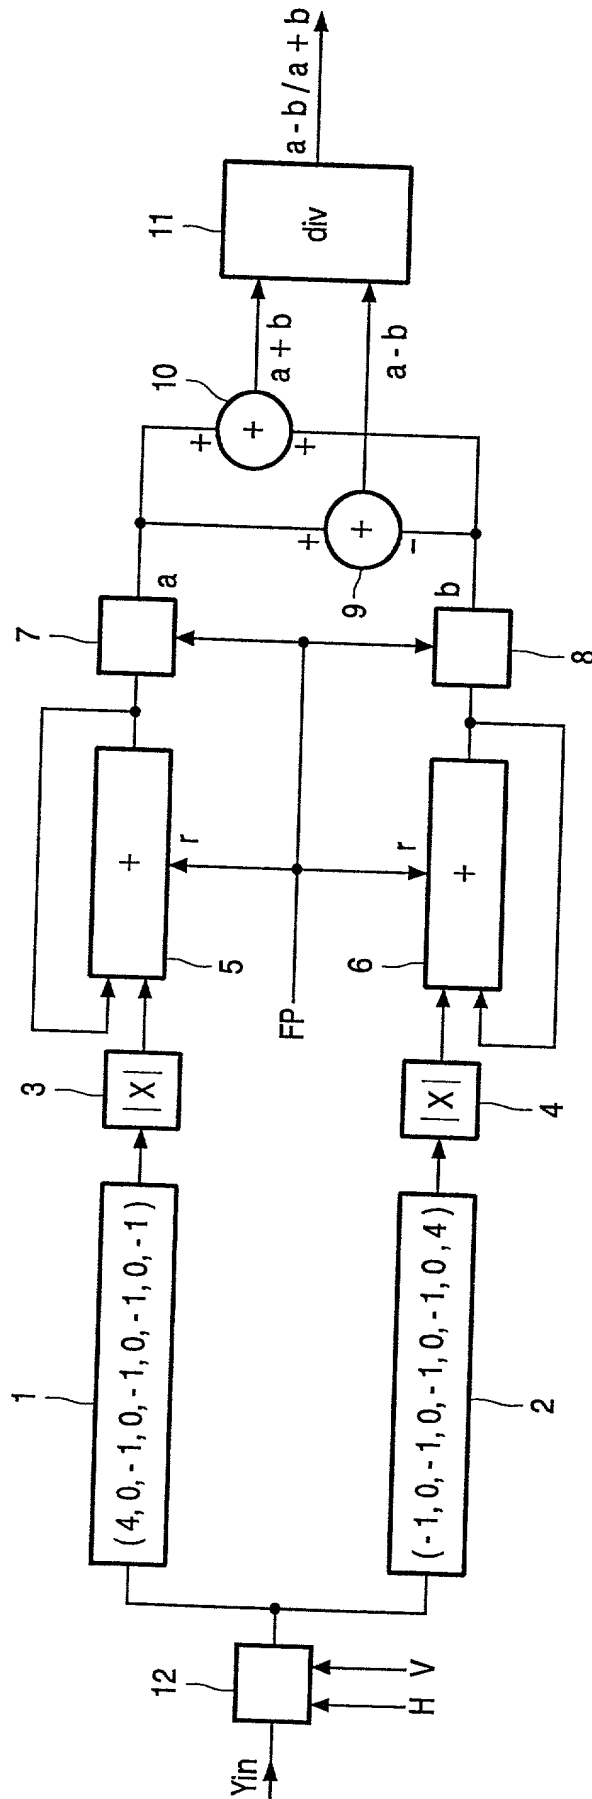 Yin
12
H
V
1
(4,0,-1,0,-1,0,-1,0,-1)
3
|X|
5
+
r
7
a
FP
2
(-1,0,-1,0,-1,0,-1,0,4)
4
|X|
6
+
r
8
b
9
+
+
-
10
+
+
+
a+b
a-b
11
div
a-b/a+b